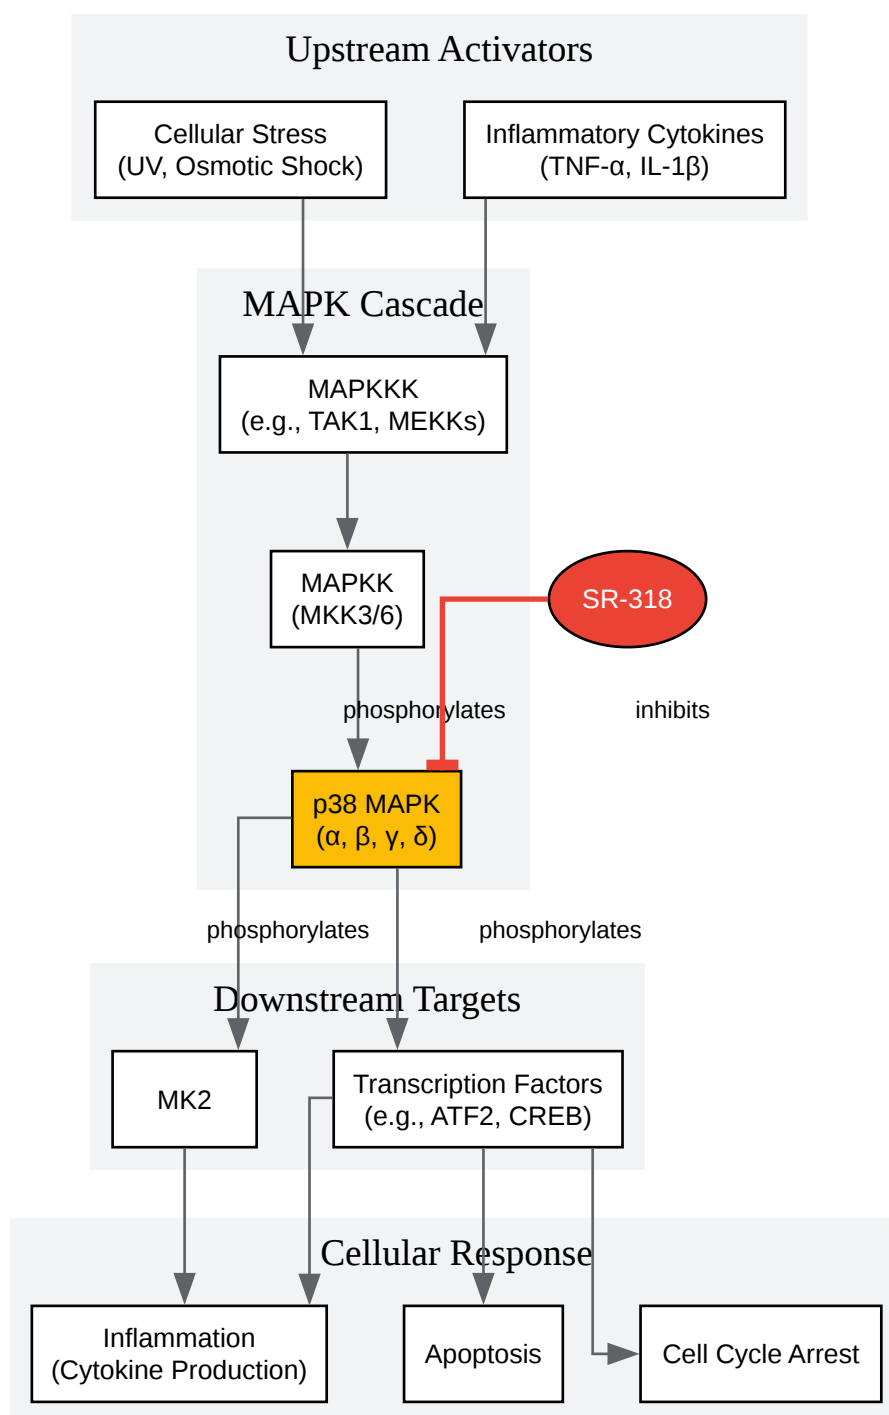 Upstream Activators
Cellular Stress
(UV, Osmotic Shock)
Inflammatory Cytokines
(TNF-α, IL-1β)
MAPK Cascade
MAPKKK
(e.g., TAK1, MEKKs)
MAPKK
(MKK3/6)
SR-318
phosphorylates
inhibits
p38 MAPK
(α, β, γ, δ)
phosphorylates
phosphorylates
Downstream Targets
MK2
Transcription Factors
(e.g., ATF2, CREB)
Cellular Response
Inflammation
(Cytokine Production)
Apoptosis
Cell Cycle Arrest